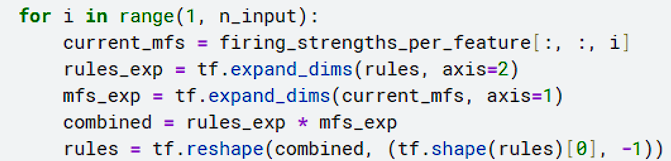 for i in range(1, n_input):
    current_mfs = firing_strengths_per_feature[:, :, i]
    rules_exp = tf.expand_dims(rules, axis=2)
    mfs_exp = tf.expand_dims(current_mfs, axis=1)
    combined = rules_exp * mfs_exp
    rules = tf.reshape(combined, (tf.shape(rules)[0], -1))